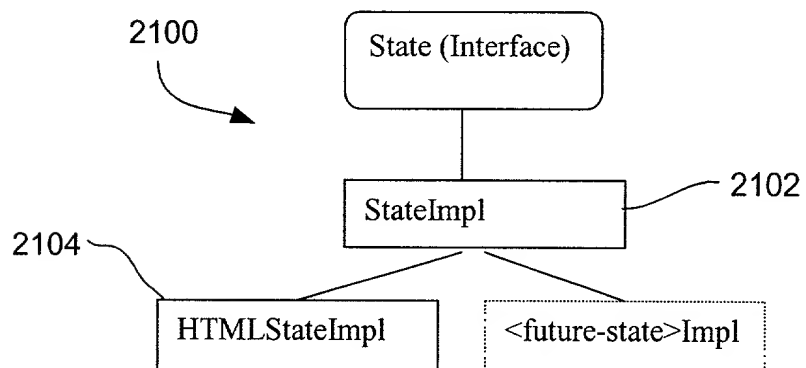 2100
State (Interface)
StateImpl
2102
2104
HTMLStateImpl
<future-state>Impl